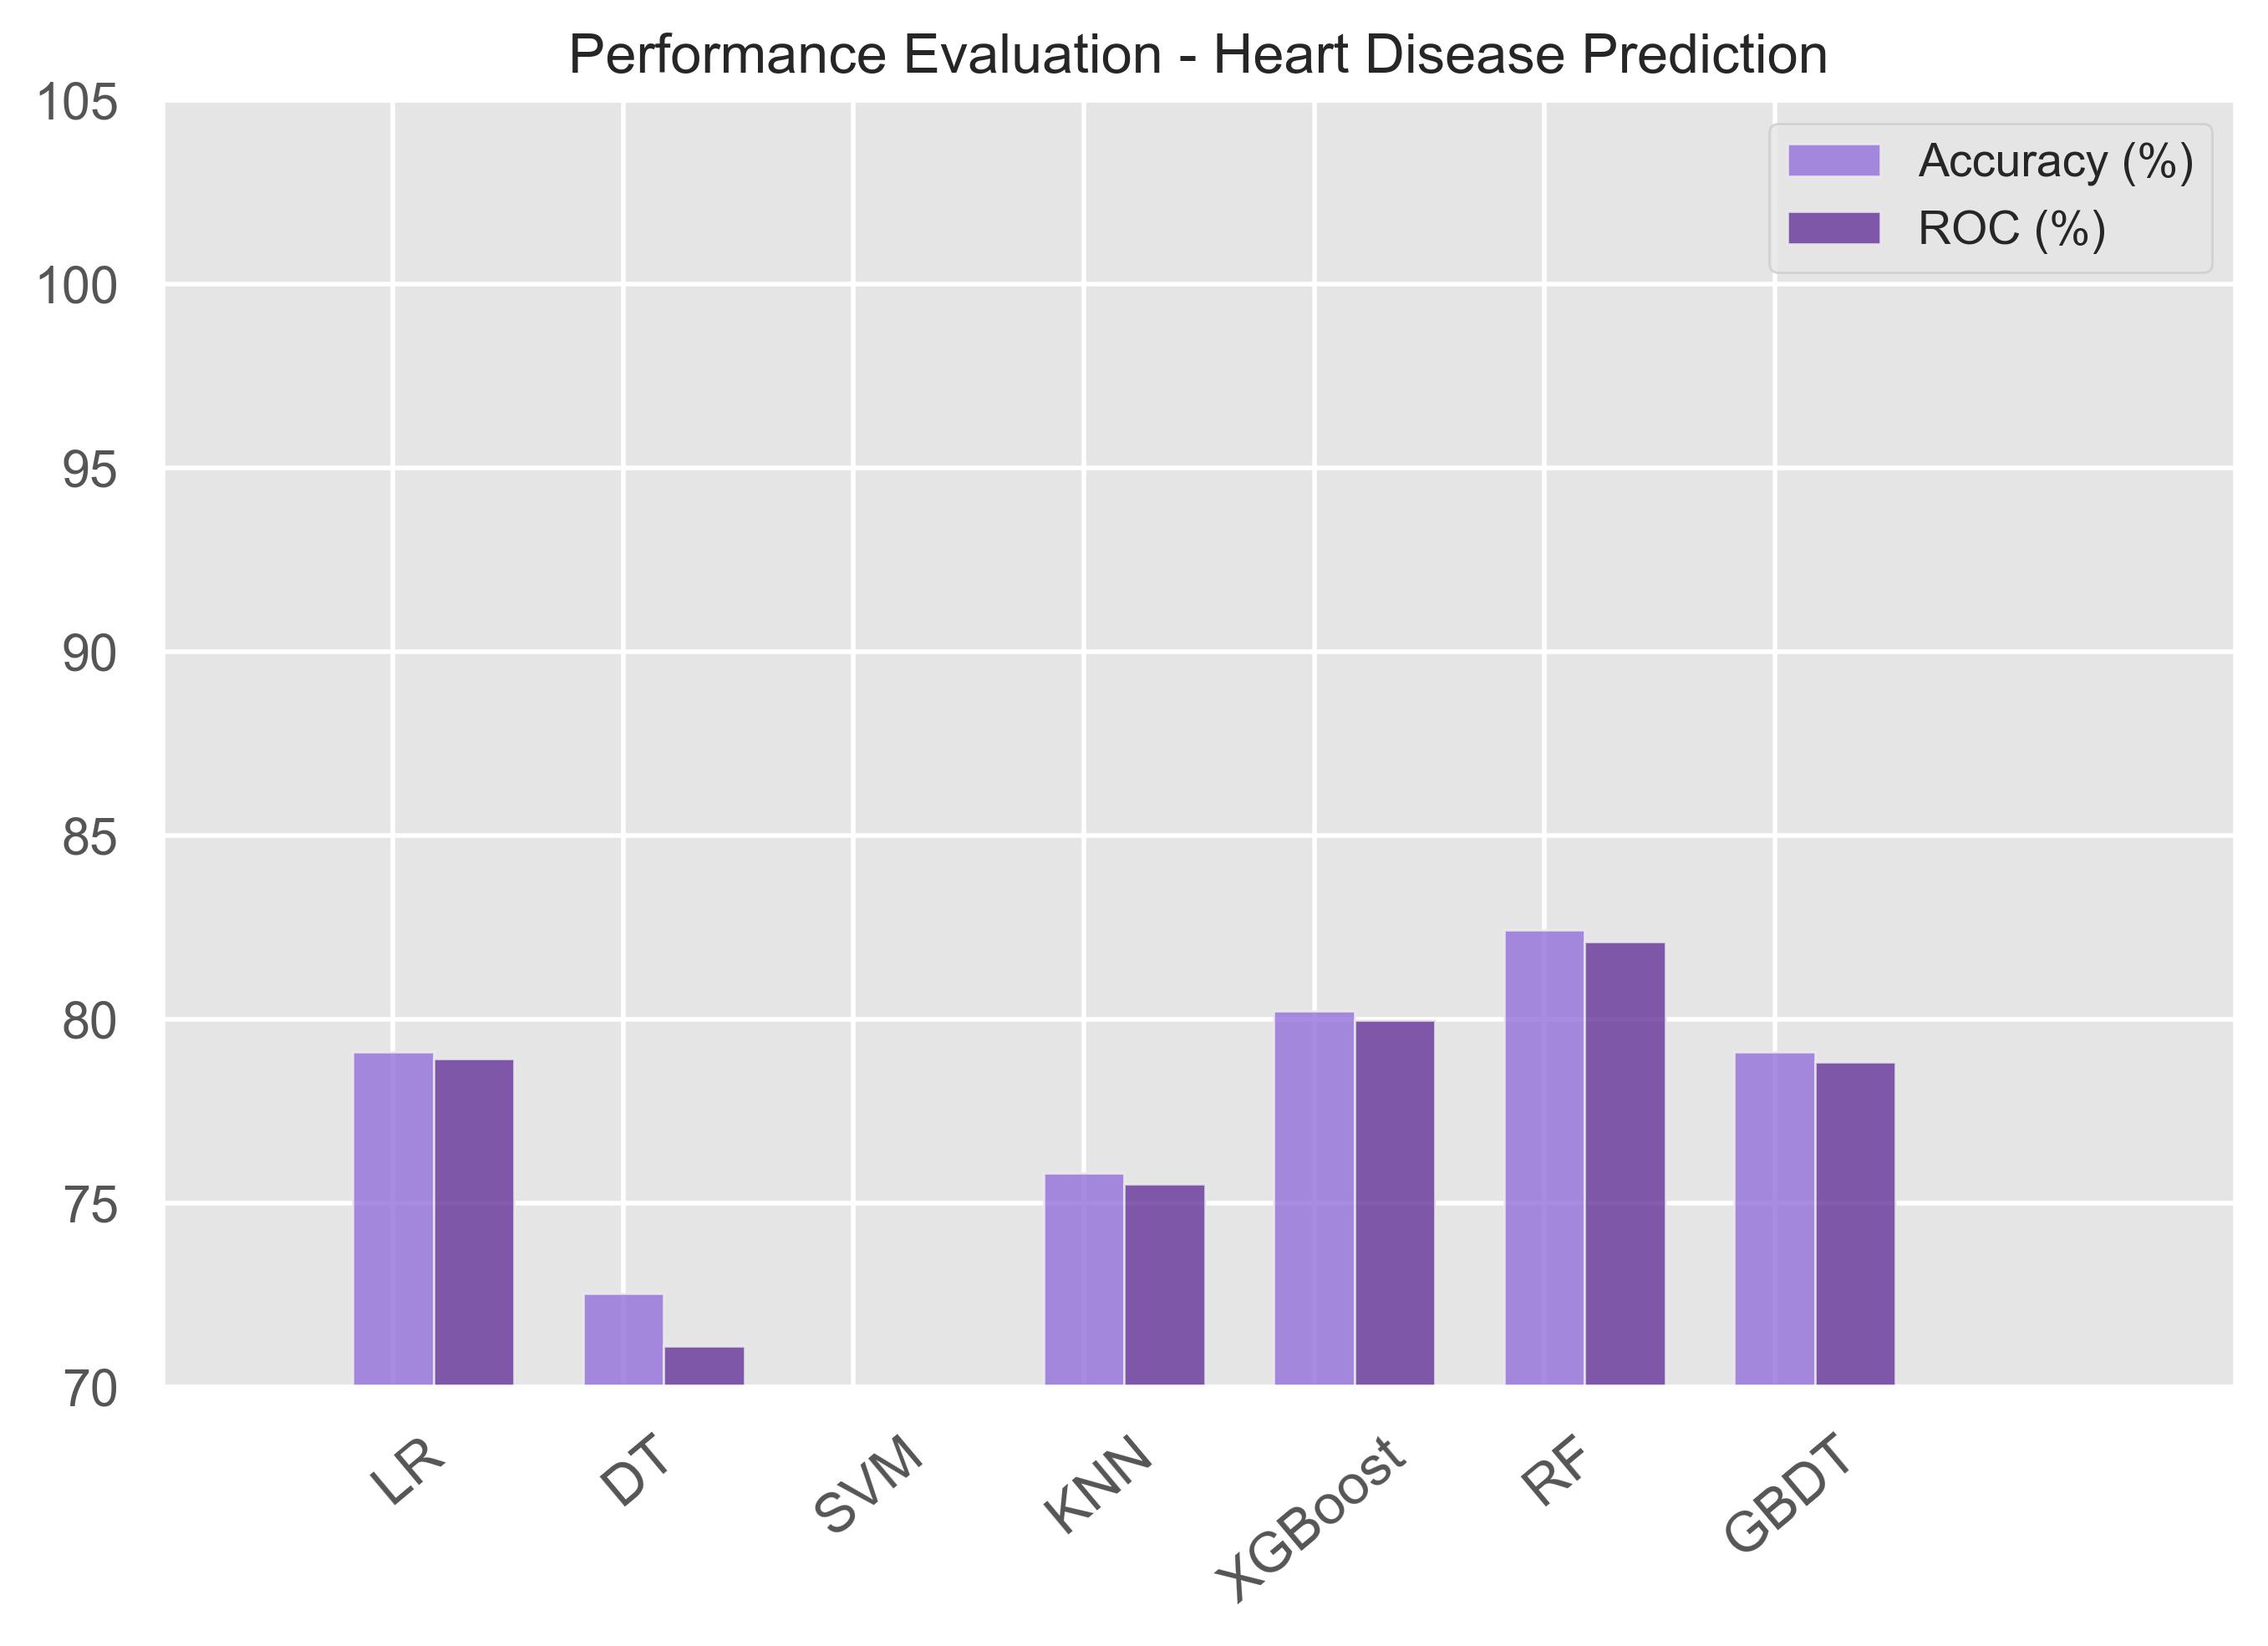 Performance Evaluation - Heart Disease Prediction
105
100
95
90
85
80
75
70
Accuracy (%)
ROC (%)
LR
DT
SVM
KNN
XGBoost
RF
GBDT